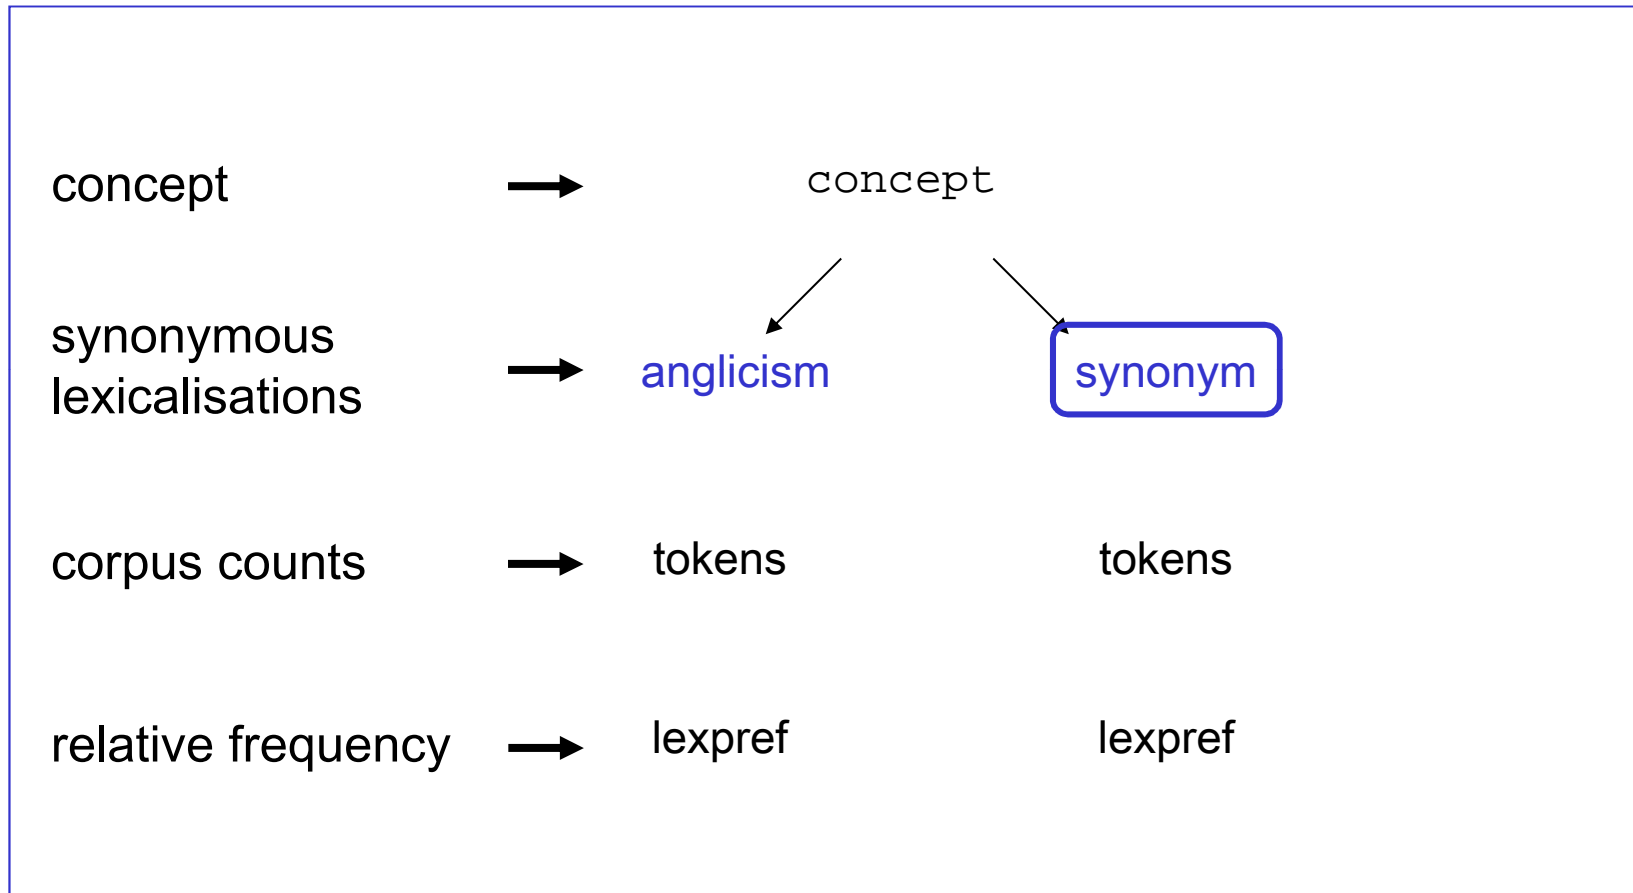 concept
concept
synonymous
lexicalisations
anglicism
synonym
corpus counts
tokens
tokens
relative frequency
lexpref
lexpref